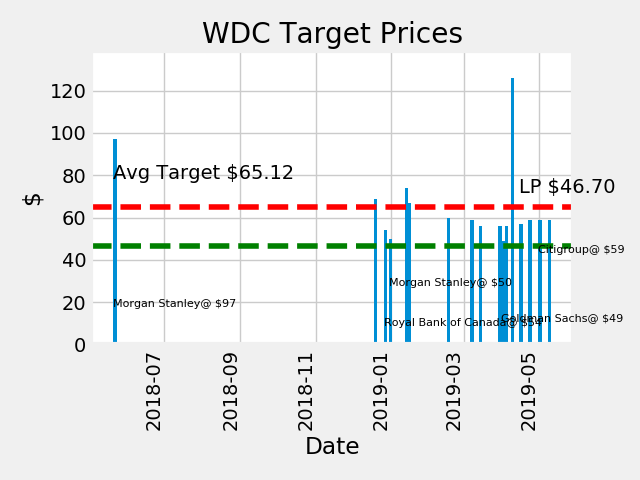 WDC Target Prices
120
100
80
60
40
20
0
$
Avg Target $65.12
LP $46.70
Citigroup@ $59
Morgan Stanley@ $50
Morgan Stanley@ $97
Royal Bank of Canada@ $54
Goldman Sachs@ $49
2018-07
2018-09
2018-11
2019-01
2019-03
2019-05
Date